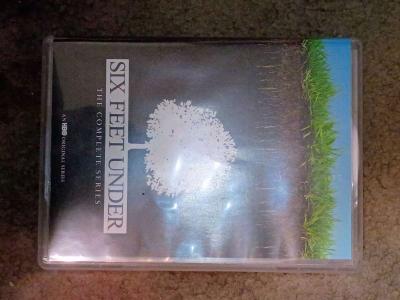 SIX FEET UNDER
THE COMPLETE SERIES
AN HBO ORIGINAL SERIES